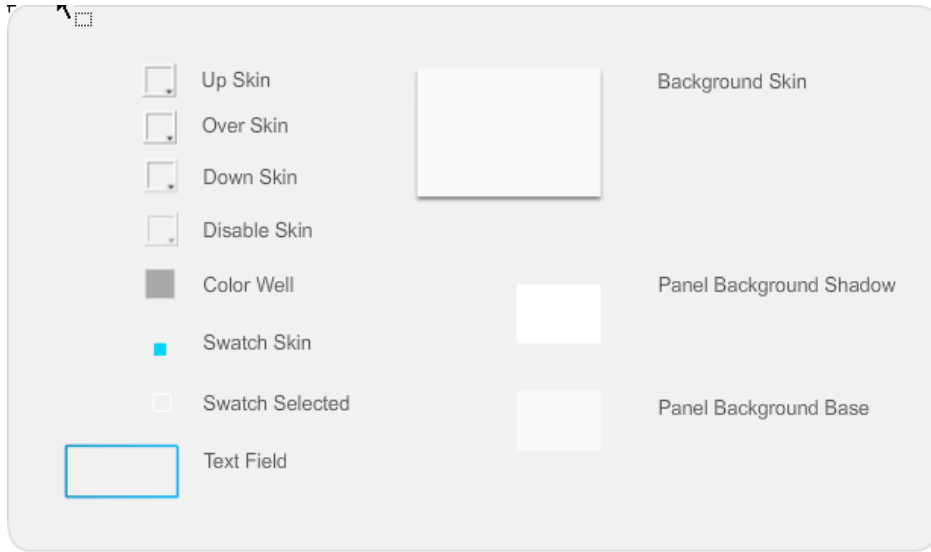 Up Skin
Over Skin
Down Skin
Disable Skin
Color Well
Swatch Skin
Swatch Selected
Text Field
Background Skin
Panel Background Shadow
Panel Background Base